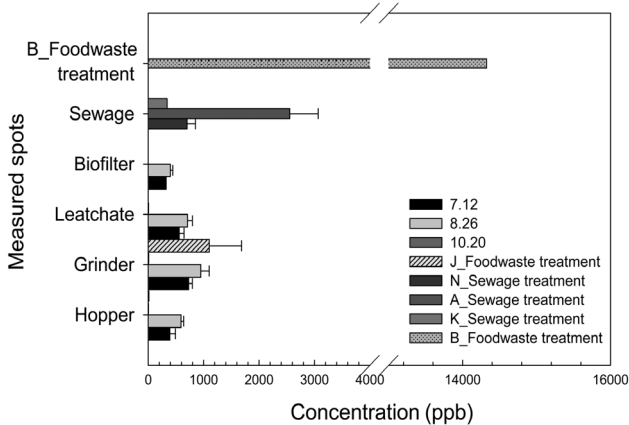 B_Foodwaste
treatment
Sewage
Biofilter
Leatchate
Grinder
Hopper
Measured spots
7.12
8.26
10.20
J_Foodwaste treatment
N_Sewage treatment
A_Sewage treatment
K_Sewage treatment
B_Foodwaste treatment
0 1000 2000 3000 4000 14000 16000
Concentration (ppb)